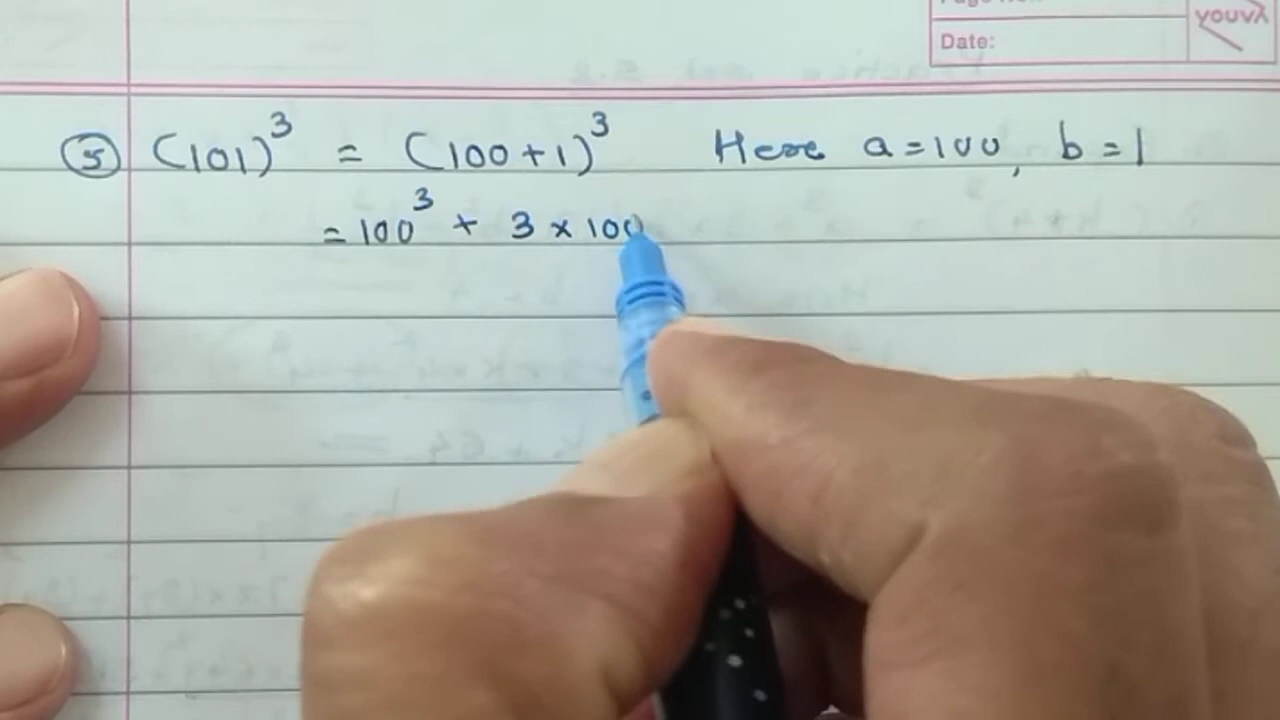 youva
Date:
⑤ (101)³ = (100+1)³ Here a=100, b=1
= 100³ + 3 × 100